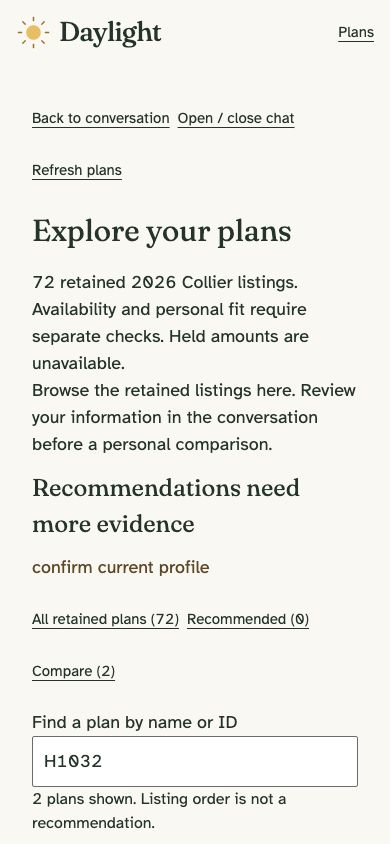 Daylight
Plans
Back to conversation Open / close chat
Refresh plans
Explore your plans
72 retained 2026 Collier listings.
Availability and personal fit require
separate checks. Held amounts are
unavailable.
Browse the retained listings here. Review
your information in the conversation
before a personal comparison.
Recommendations need
more evidence
confirm current profile
All retained plans (72) Recommended (0)
Compare (2)
Find a plan by name or ID
H1032
2 plans shown. Listing order is not a
recommendation.